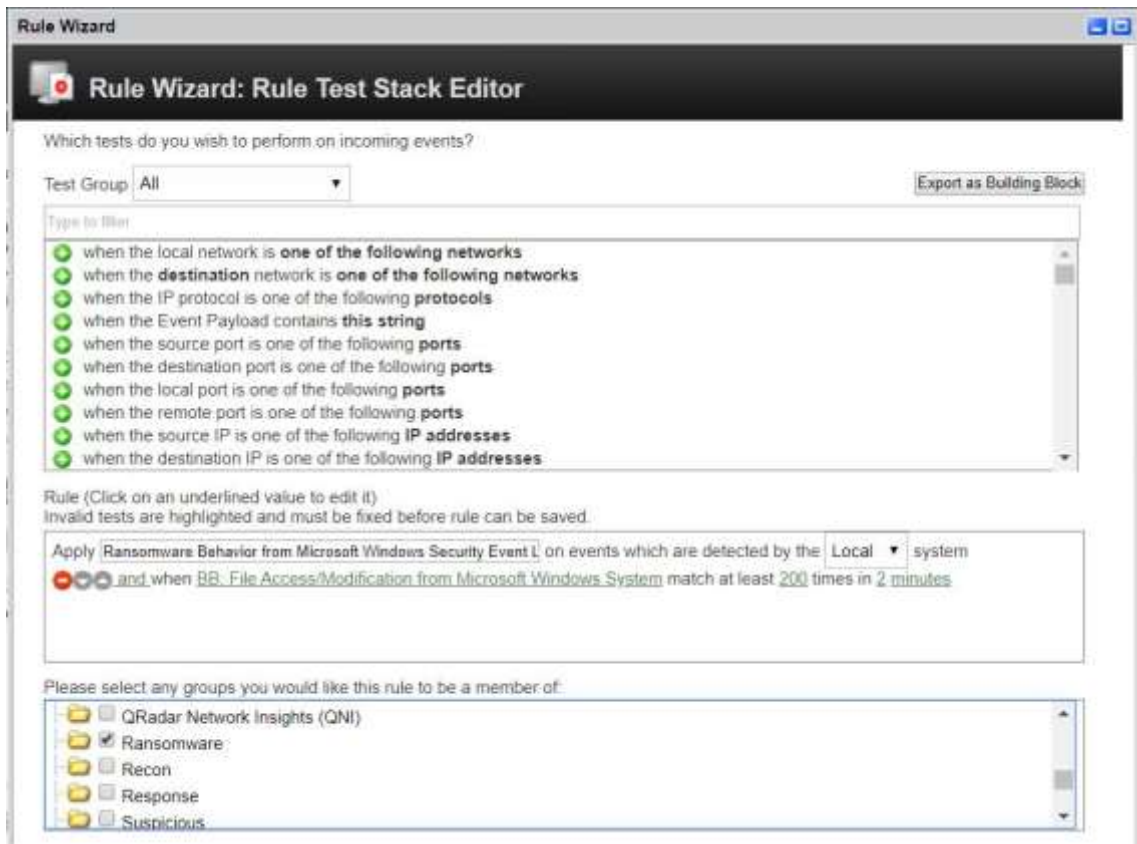 Rule Wizard
Rule Wizard: Rule Test Stack Editor
Which tests do you wish to perform on incoming events?
Test Group All Export as Building Block
Type to filter
when the local network is one of the following networks
when the destination network is one of the following networks
when the IP protocol is one of the following protocols
when the Event Payload contains this string
when the source port is one of the following ports
when the destination port is one of the following ports
when the local port is one of the following ports
when the remote port is one of the following ports
when the source IP is one of the following IP addresses
when the destination IP is one of the following IP addresses
Rule (Click on an underlined value to edit it)
Invalid tests are highlighted and must be fixed before rule can be saved.
Apply Ransomware Behavior from Microsoft Windows Security Event L on events which are detected by the Local system
and when BB: File Access/Modification from Microsoft Windows System match at least 200 times in 2 minutes
Please select any groups you would like this rule to be a member of:
QRadar Network Insights (QNI)
Ransomware
Recon
Response
Suspicious